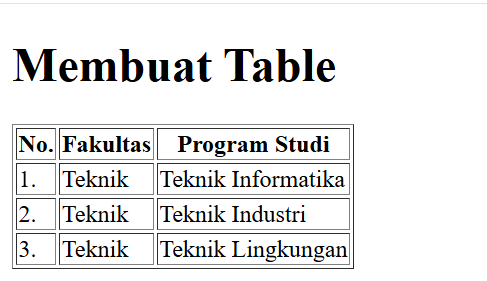 Membuat Table
No. Fakultas Program Studi
1. Teknik Teknik Informatika
2. Teknik Teknik Industri
3. Teknik Teknik Lingkungan